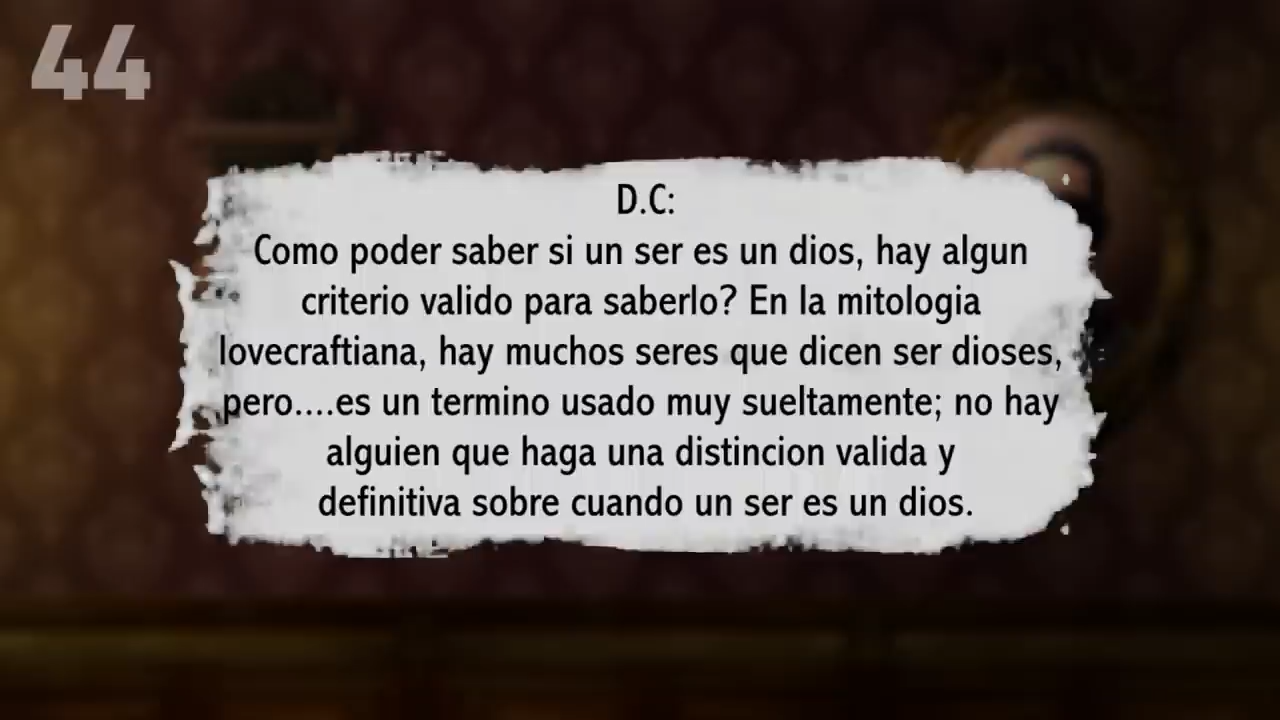 44
D.C:
Como poder saber si un ser es un dios, hay algun
criterio valido para saberlo? En la mitologia
lovecraftiana, hay muchos seres que dicen ser dioses,
pero....es un termino usado muy sueltamente; no hay
alguien que haga una distincion valida y
definitiva sobre cuando un ser es un dios.